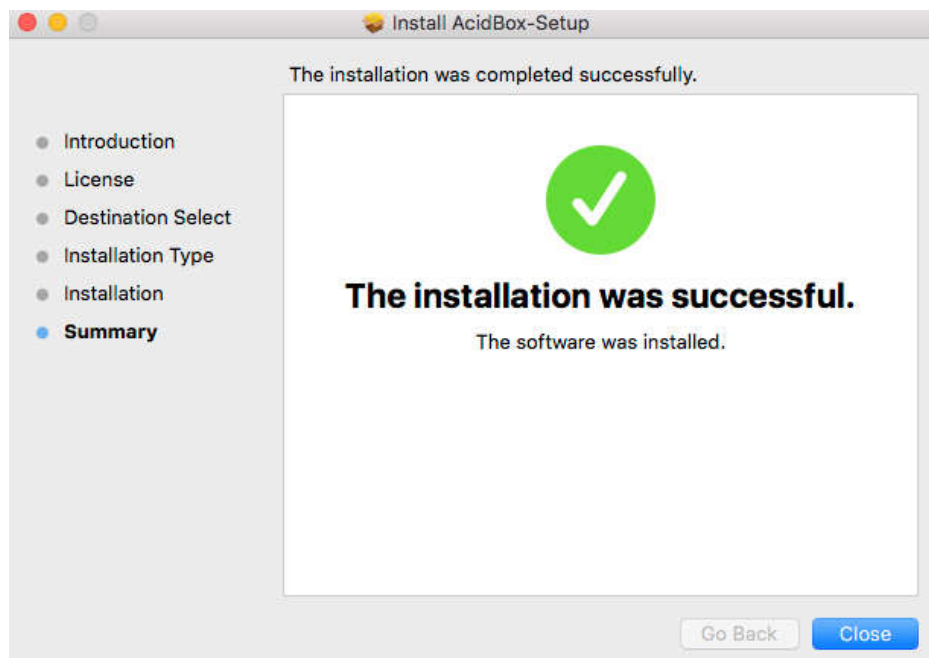 Install AcidBox-Setup
The installation was completed successfully.
Introduction
License
Destination Select
Installation Type
Installation
Summary
The installation was successful.
The software was installed.
Go Back
Close